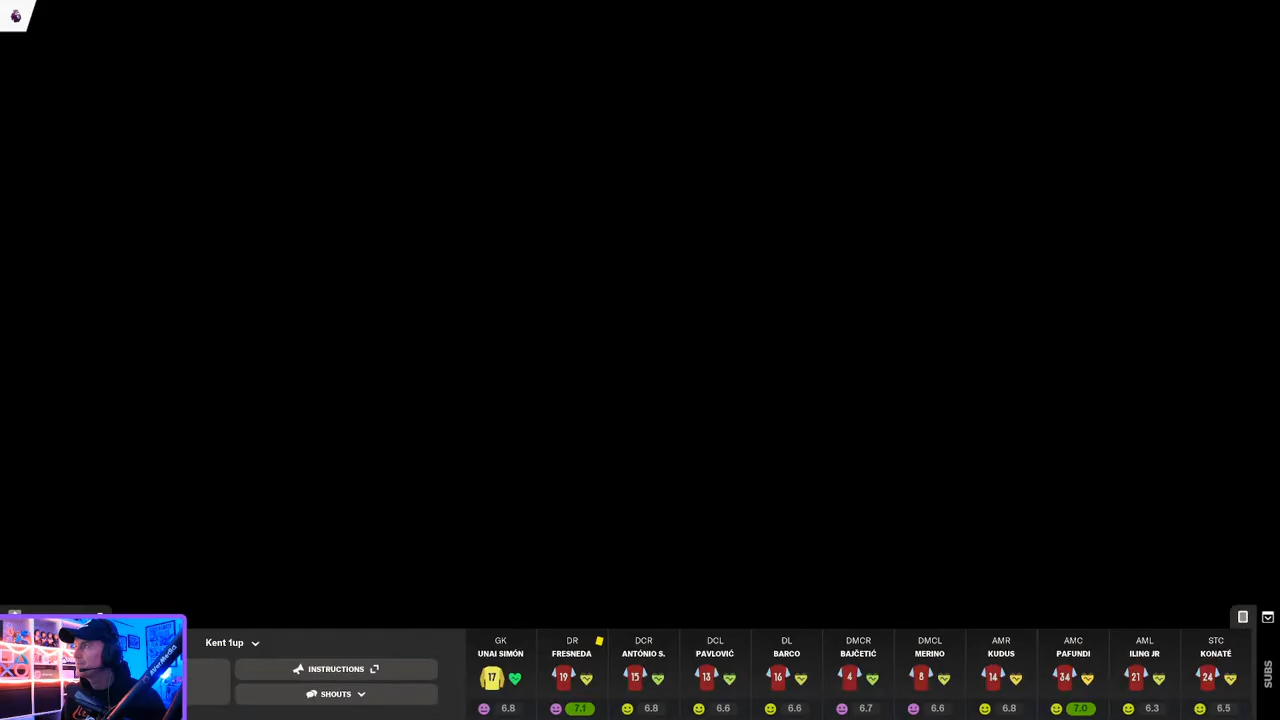 Kent 1up
INSTRUCTIONS
SHOUTS
GK DR DCR DCL DL DMCR DMCL AMR AMC AML STC
UNAI SIMÓN FRESNEDA ANTÓNIO S. PAVLOVIĆ BARCO BAJČETIĆ MERINO KUDUS PAFUNDI ILING JR KONATÉ
17 19 15 13 16 4 8 14 34 21 24
6.8 7.1 6.8 6.6 6.6 6.7 6.6 6.8 7.0 6.3 6.5
SUBS
AVerMedia